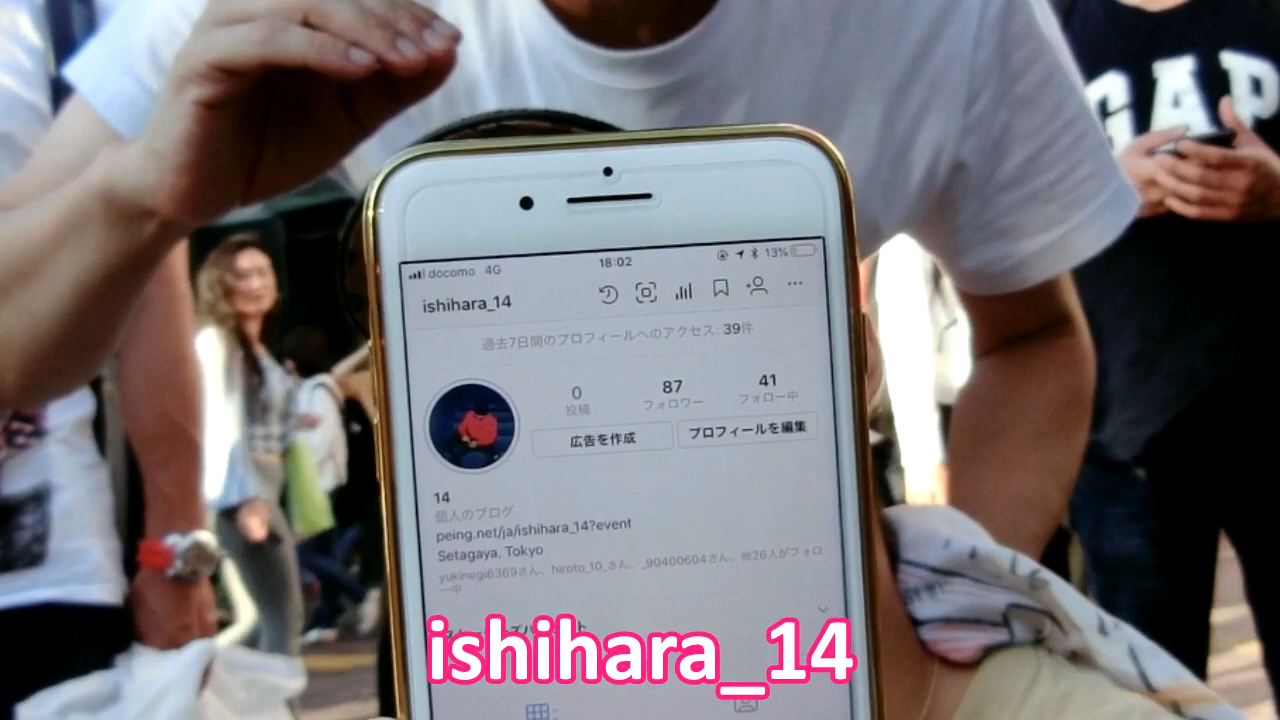 GAP
docomo 4G 18:02 13%
ishihara_14
過去7日間のプロフィールへのアクセス: 39件
0 87 41
投稿 フォロワー フォロー中
広告を作成 プロフィールを編集
14
個人のブログ
peing.net/ja/ishihara_14?event
Setagaya, Tokyo
yukinegi6369さん、hiroto_10_さん、_90400604さん、他26人がフォロ
ー中
ishihara_14